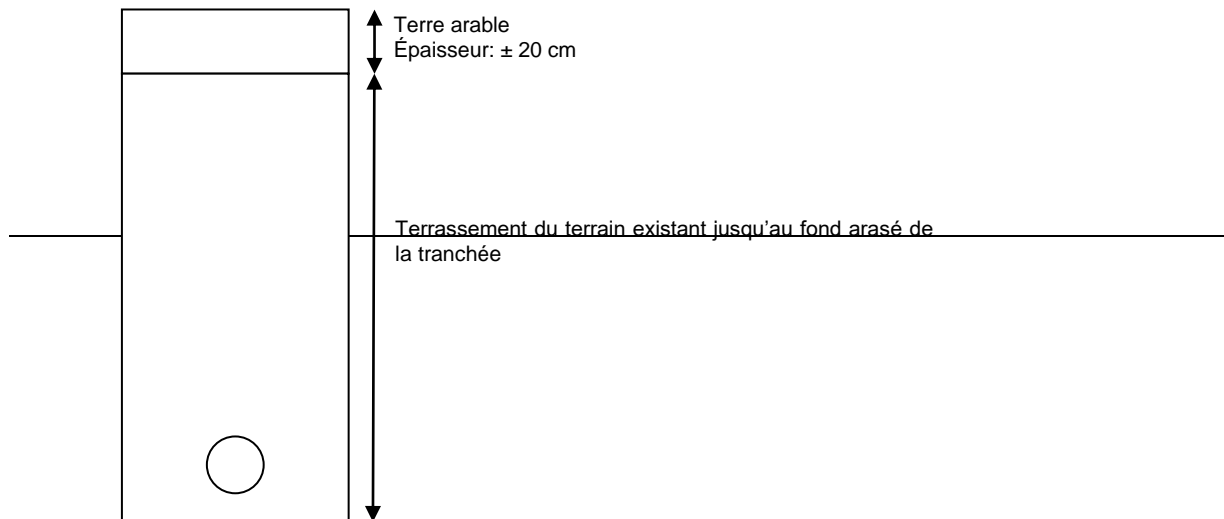 Terre arable
Épaisseur: ± 20 cm
Terrassement du terrain existant jusqu’au fond arasé de
la tranchée